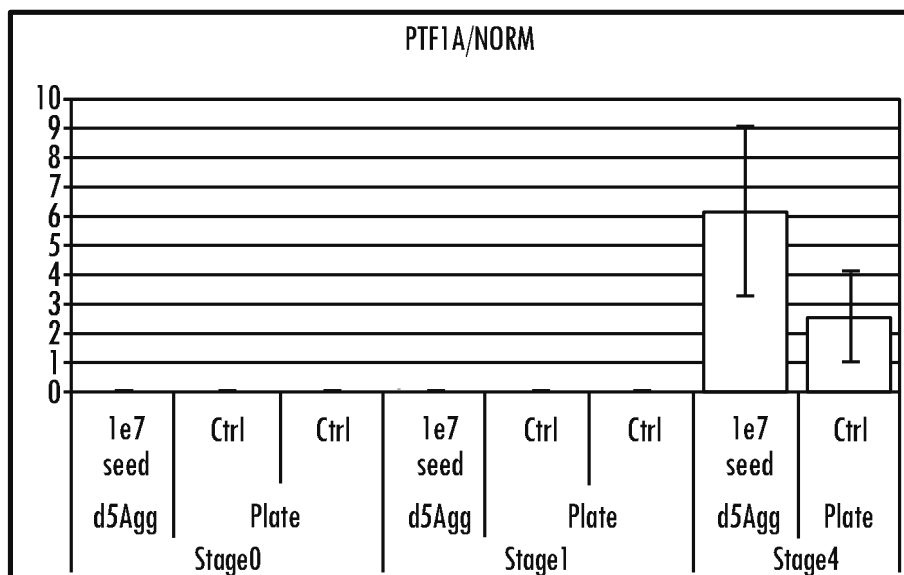 PTF1A/NORM
10
9
8
7
6
5
4
3
2
1
0
1e7 Ctrl Ctrl 1e7 Ctrl Ctrl 1e7 Ctrl
seed seed seed
d5Agg Plate d5Agg Plate d5Agg Plate
Stage0 Stage1 Stage4